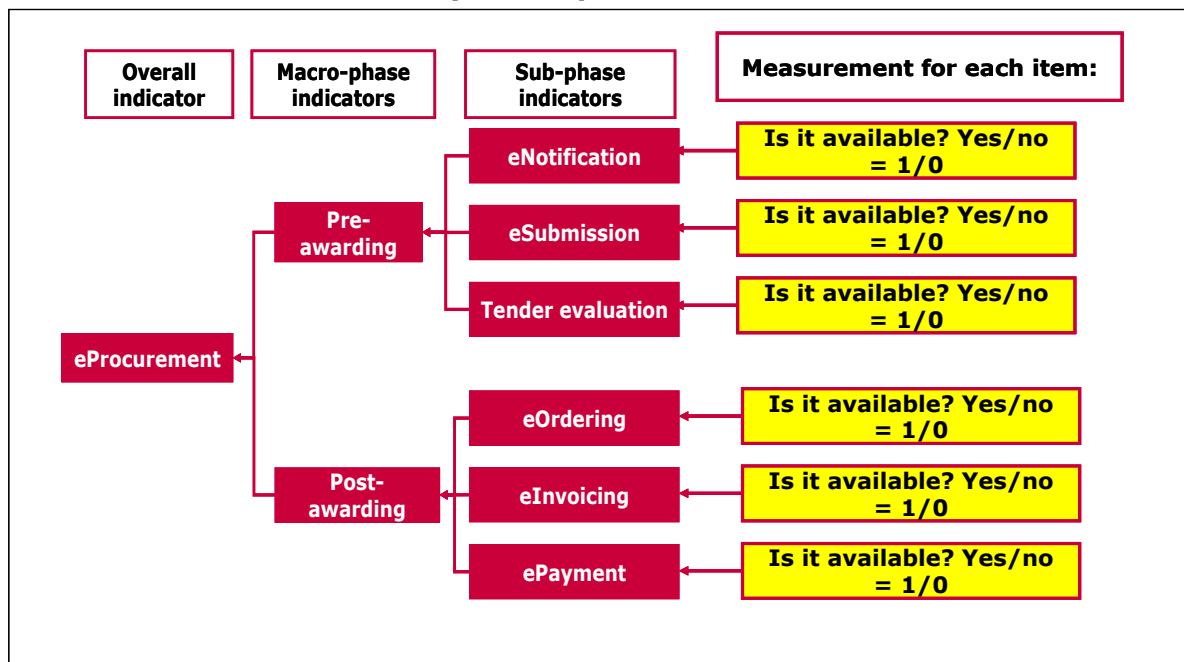 Overall
indicator
Macro-phase
indicators
Sub-phase
indicators
Measurement for each item:
eNotification
Is it available? Yes/no
= 1/0
Pre-
awarding
eSubmission
Is it available? Yes/no
= 1/0
Tender evaluation
Is it available? Yes/no
= 1/0
eProcurement
eOrdering
Is it available? Yes/no
= 1/0
Post-
awarding
eInvoicing
Is it available? Yes/no
= 1/0
ePayment
Is it available? Yes/no
= 1/0